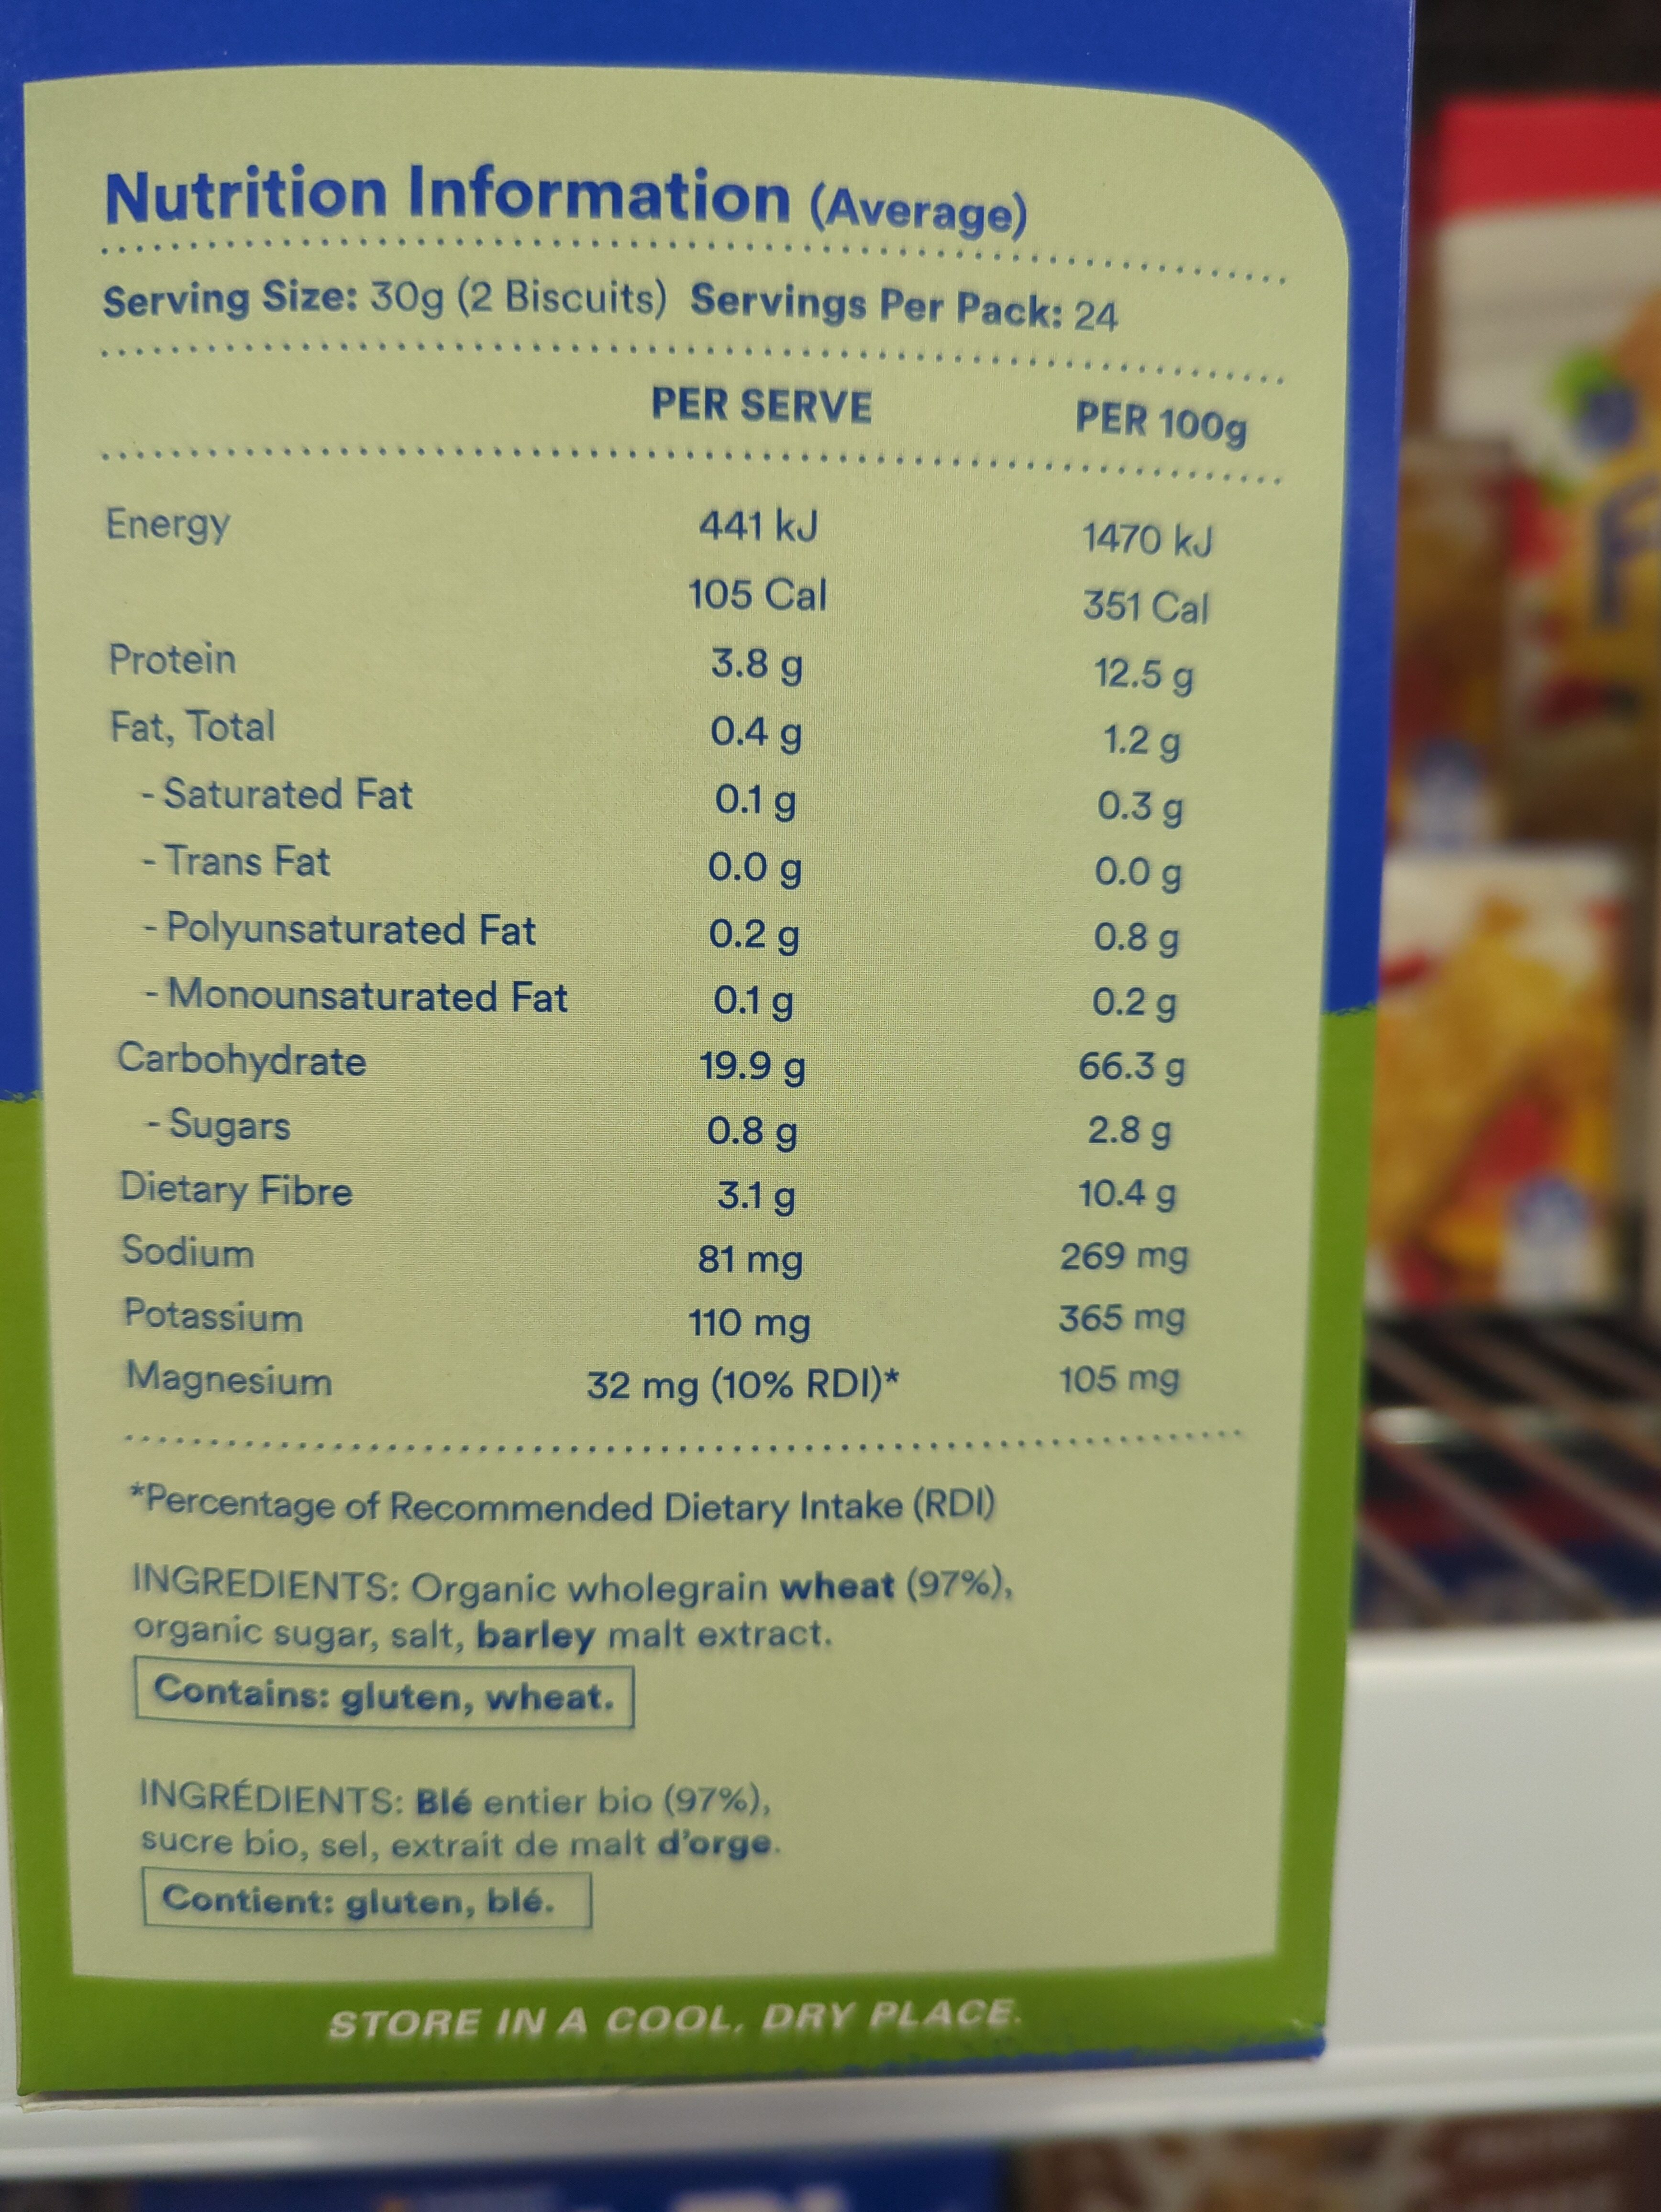 Nutrition Information (Average)
Serving Size: 30g (2 Biscuits) Servings Per Pack: 24
PER SERVE PER 100g
Energy 441 kJ 1470 kJ
105 Cal 351 Cal
Protein 3.8 g 12.5 g
Fat, Total 0.4 g 1.2 g
- Saturated Fat 0.1 g 0.3 g
- Trans Fat 0.0 g 0.0 g
- Polyunsaturated Fat 0.2 g 0.8 g
- Monounsaturated Fat 0.1 g 0.2 g
Carbohydrate 19.9 g 66.3 g
- Sugars 0.8 g 2.8 g
Dietary Fibre 3.1 g 10.4 g
Sodium 81 mg 269 mg
Potassium 110 mg 365 mg
Magnesium 32 mg (10% RDI)* 105 mg
*Percentage of Recommended Dietary Intake (RDI)
INGREDIENTS: Organic wholegrain wheat (97%),
organic sugar, salt, barley malt extract.
Contains: gluten, wheat.
INGRÉDIENTS: Blé entier bio (97%),
sucre bio, sel, extrait de malt d'orge.
Contient: gluten, blé.
STORE IN A COOL, DRY PLACE.